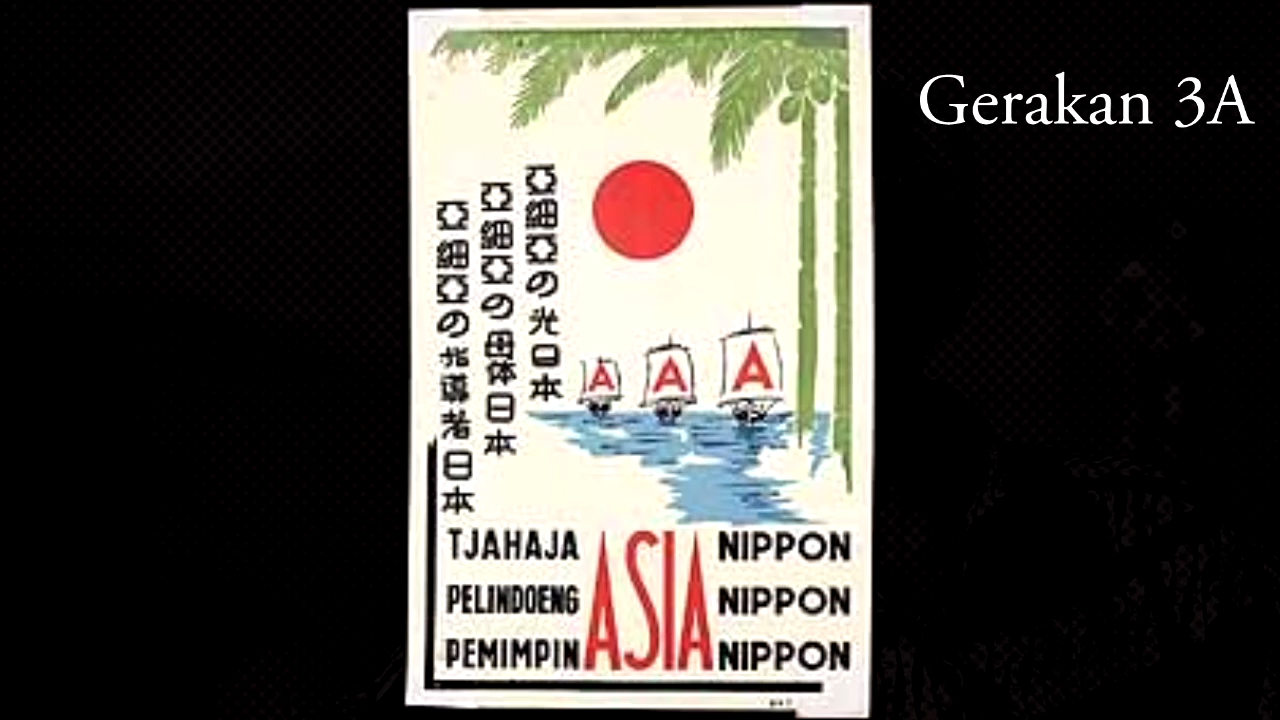 Gerakan 3A
亞細亞の光日本
亞細亞の母体日本
亞細亞の指導者日本
A A A
TJAHAJA ASIA NIPPON
PELINDOENG NIPPON
PEMIMPIN NIPPON